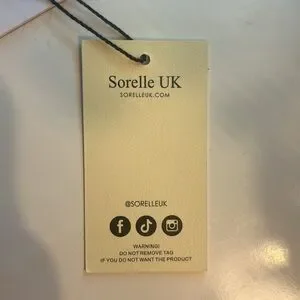 Sorelle UK
SORELLEUK.COM
@SORELLEUK
WARNING!
DO NOT REMOVE TAG
IF YOU DO NOT WANT THE PRODUCT